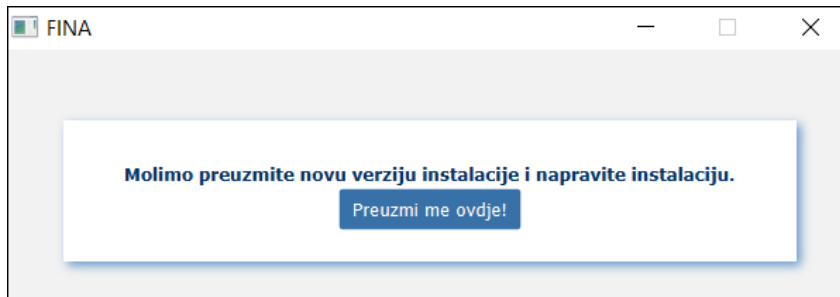 FINA
Molimo preuzmite novu verziju instalacije i napravite instalaciju.
Preuzmi me ovdje!